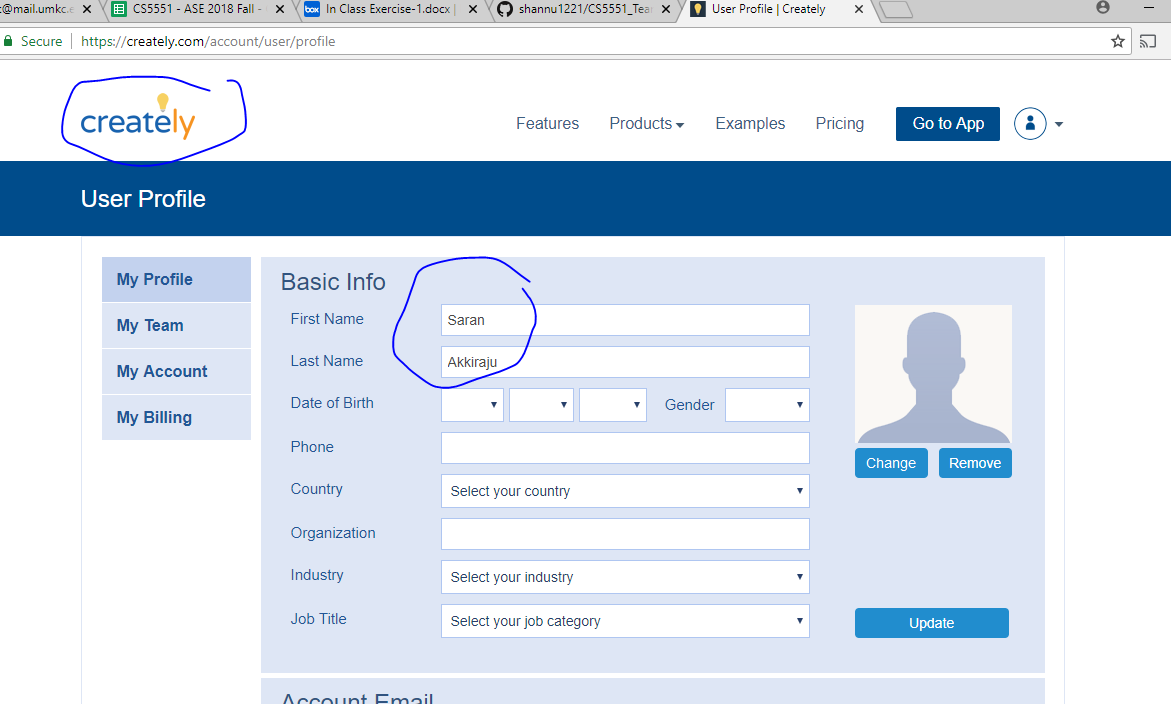 t@mail.umkc.e CS5551 - ASE 2018 Fall - In Class Exercise-1.docx | shannu1221/CS5551_Tea User Profile | Creately
Secure https://creately.com/account/user/profile
creately Features Products Examples Pricing Go to App
User Profile
My Profile
My Team
My Account
My Billing
Basic Info
First Name Saran
Last Name Akkiraju
Date of Birth Gender
Phone
Change Remove
Country Select your country
Organization
Industry Select your industry
Job Title Select your job category
Update
Account Email